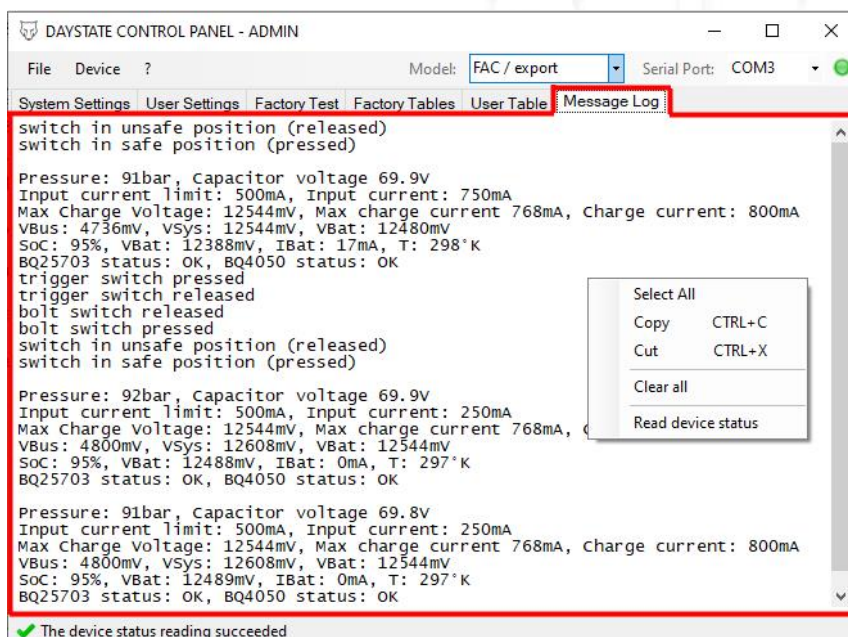 DAYSTATE CONTROL PANEL - ADMIN
File Device ? Model: FAC / export Serial Port: COM3
System Settings User Settings Factory Test Factory Tables User Table Message Log
switch in unsafe position (released)
switch in safe position (pressed)
Pressure: 91bar, Capacitor voltage 69.9V
Input current limit: 500mA, Input current: 750mA
Max Charge Voltage: 12544mV, Max charge current 768mA, Charge current: 800mA
VBus: 4736mV, VSys: 12544mV, VBat: 12480mV
SoC: 95%, VBat: 12388mV, IBat: 17mA, T: 298°K
BQ25703 status: OK, BQ4050 status: OK
trigger switch pressed
trigger switch released
bolt switch released
bolt switch pressed
switch in unsafe position (released)
switch in safe position (pressed)
Pressure: 92bar, Capacitor voltage 69.9V
Input current limit: 500mA, Input current: 250mA
Max Charge Voltage: 12544mV, Max charge current 768mA,
VBus: 4800mV, VSys: 12608mV, VBat: 12544mV
SoC: 95%, VBat: 12488mV, IBat: 0mA, T: 297°K
BQ25703 status: OK, BQ4050 status: OK
Pressure: 91bar, Capacitor voltage 69.8V
Input current limit: 500mA, Input current: 250mA
Max Charge Voltage: 12544mV, Max charge current 768mA, Charge current: 800mA
VBus: 4800mV, VSys: 12608mV, VBat: 12544mV
SoC: 95%, VBat: 12489mV, IBat: 0mA, T: 297°K
BQ25703 status: OK, BQ4050 status: OK
Select All
Copy CTRL+C
Cut CTRL+X
Clear all
Read device status
The device status reading succeeded